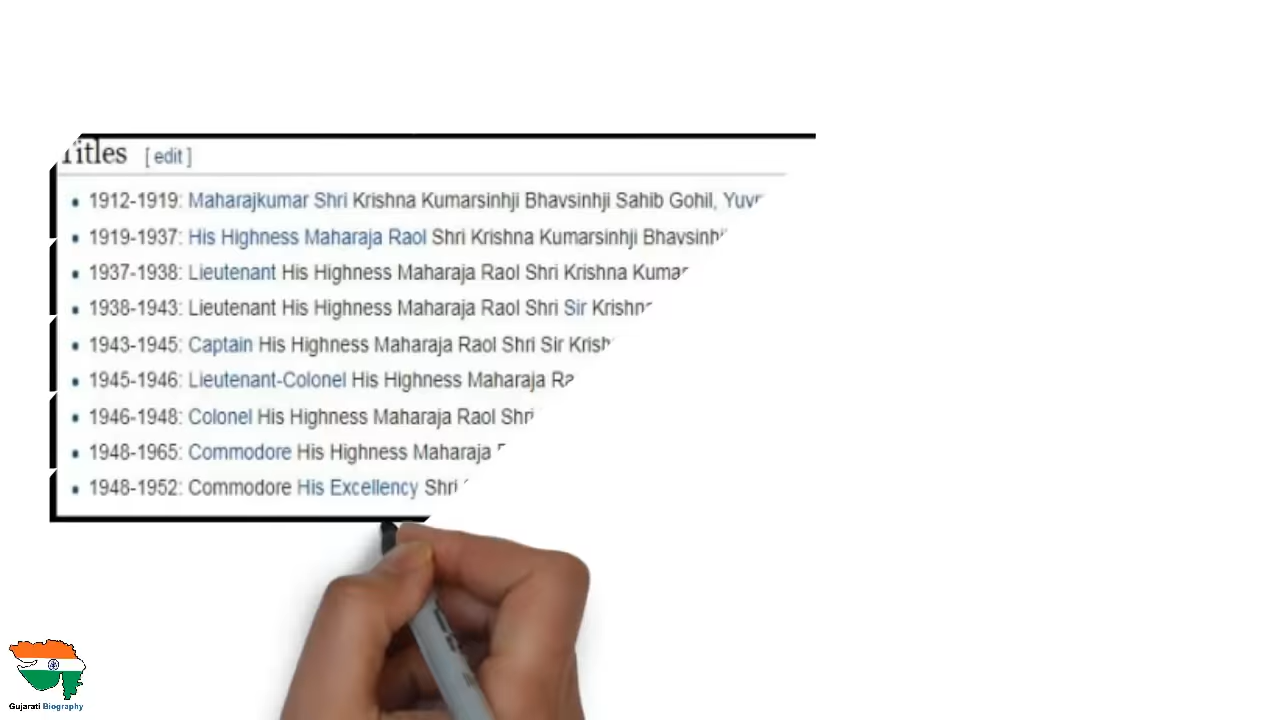 Titles [ edit ]
1912-1919: Maharajkumar Shri Krishna Kumarsinhji Bhavsinhji Sahib Gohil,
1919-1937: His Highness Maharaja Raol Shri Krishna Kumarsinhji
1937-1938: Lieutenant His Highness Maharaja Raol Shri Krishna
1938-1943: Lieutenant His Highness Maharaja Raol Shri Sir
1943-1945: Captain His Highness Maharaja Raol Shri Sir
1945-1946: Lieutenant-Colonel His Highness Maharaja
1946-1948: Colonel His Highness Maharaja Raol Shri
1948-1965: Commodore His Highness Maharaja
1948-1952: Commodore His Excellency Shri
Gujarati Biography